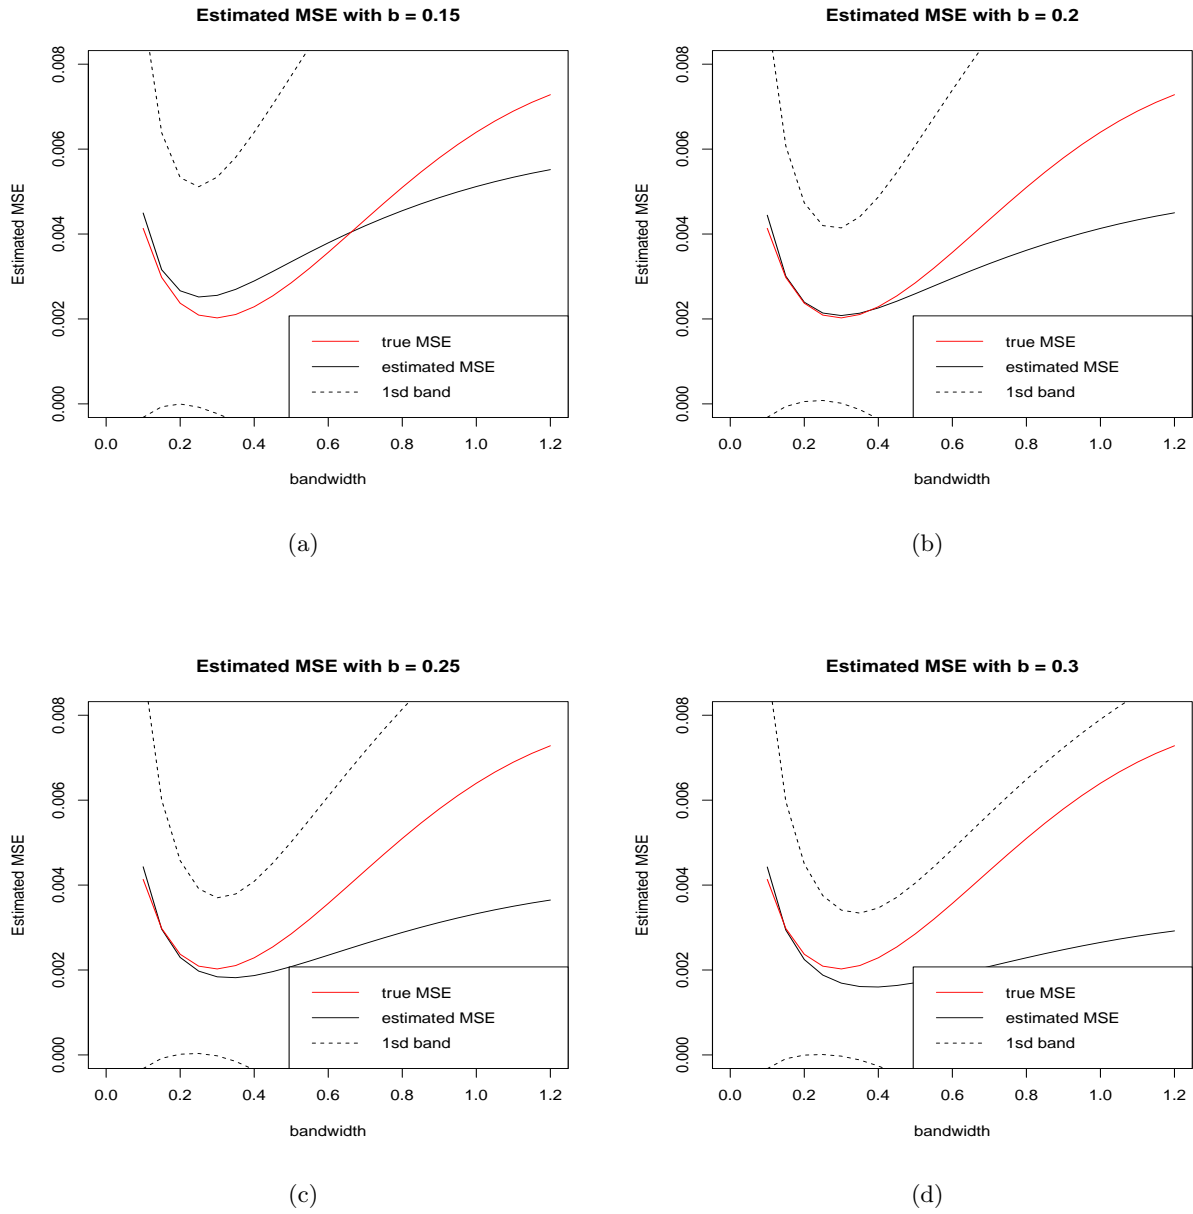 Estimated MSE with b = 0.15
Estimated MSE
0.000 0.002 0.004 0.006 0.008
true MSE
estimated MSE
1sd band
0.0 0.2 0.4 0.6 0.8 1.0 1.2
bandwidth
(a)
Estimated MSE with b = 0.2
Estimated MSE
0.000 0.002 0.004 0.006 0.008
true MSE
estimated MSE
1sd band
0.0 0.2 0.4 0.6 0.8 1.0 1.2
bandwidth
(b)
Estimated MSE with b = 0.25
Estimated MSE
0.000 0.002 0.004 0.006 0.008
true MSE
estimated MSE
1sd band
0.0 0.2 0.4 0.6 0.8 1.0 1.2
bandwidth
(c)
Estimated MSE with b = 0.3
Estimated MSE
0.000 0.002 0.004 0.006 0.008
true MSE
estimated MSE
1sd band
0.0 0.2 0.4 0.6 0.8 1.0 1.2
bandwidth
(d)